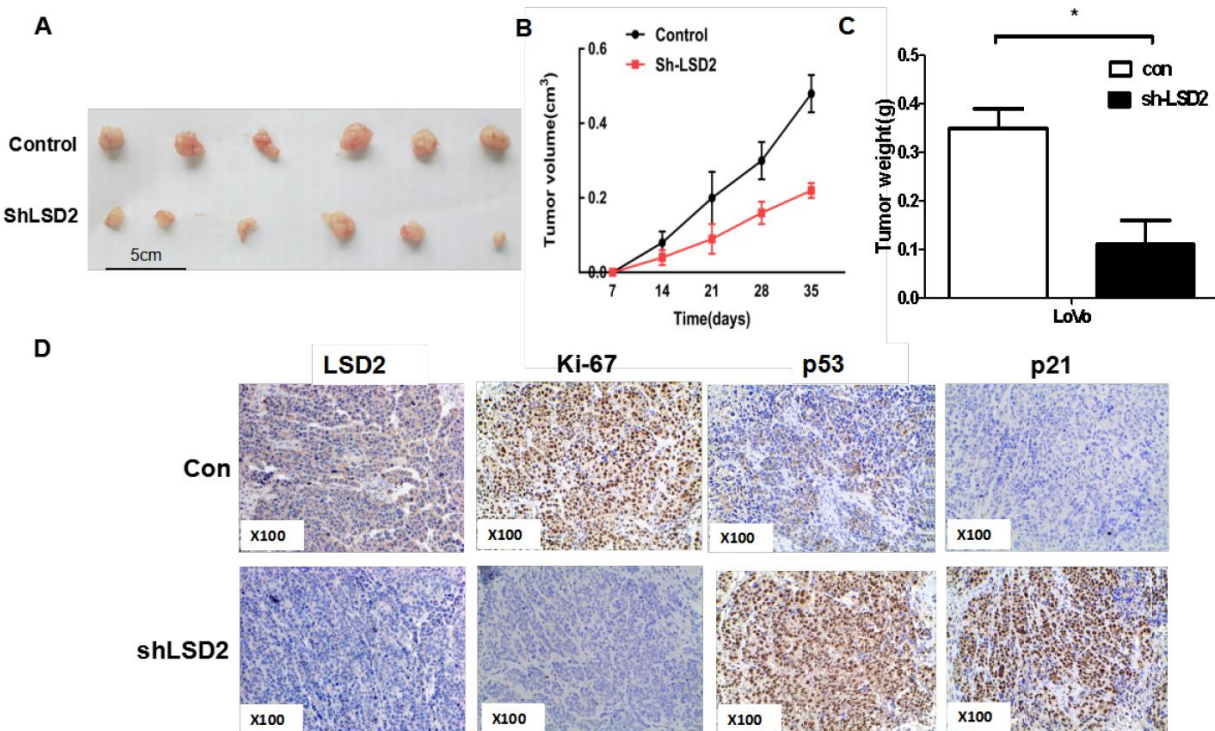 A
Control
ShLSD2
5cm
B
Control
Sh-LSD2
Tumor volume(cm³)
0.6
0.4
0.2
0.0
7 14 21 28 35
Time(days)
C
*
con
sh-LSD2
Tumor weight(g)
0.5
0.4
0.3
0.2
0.1
0.0
LoVo
D
LSD2 Ki-67 p53 p21
Con
X100 X100 X100 X100
shLSD2
X100 X100 X100 X100